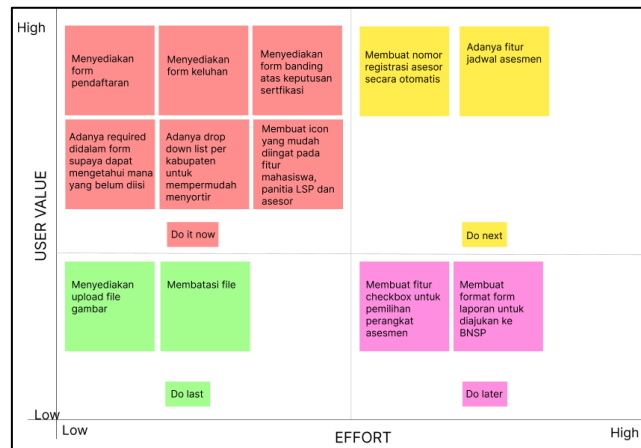 High
Menyediakan
form
pendaftaran
Menyediakan
form keluhan
Menyediakan
form banding
atas keputusan
sertfikasi
Membuat nomor
registrasi asesor
secara otomatis
Adanya fitur
jadwal asesmen
Adanya required
didalam form
supaya dapat
mengetahui mana
yang belum diisi
Adanya drop
down list per
kabupaten
untuk
mempermudah
menyortir
Membuat icon
yang mudah
diingat pada
fitur
mahasiswa,
panitia LSP dan
asesor
Do it now
Do next
USER VALUE
Menyediakan
upload file
gambar
Membatasi file
Membuat fitur
checkbox untuk
pemilihan
perangkat
asesmen
Membuat
format form
laporan untuk
diajukan ke
BNSP
Do last
Do later
Low
Low
EFFORT
High